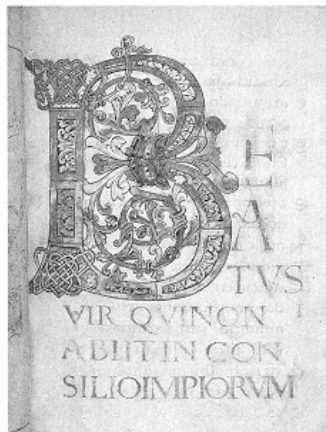 BE
A
TVS
VIR QVINON
ABIIT IN CON
SILIOIMPIORVM